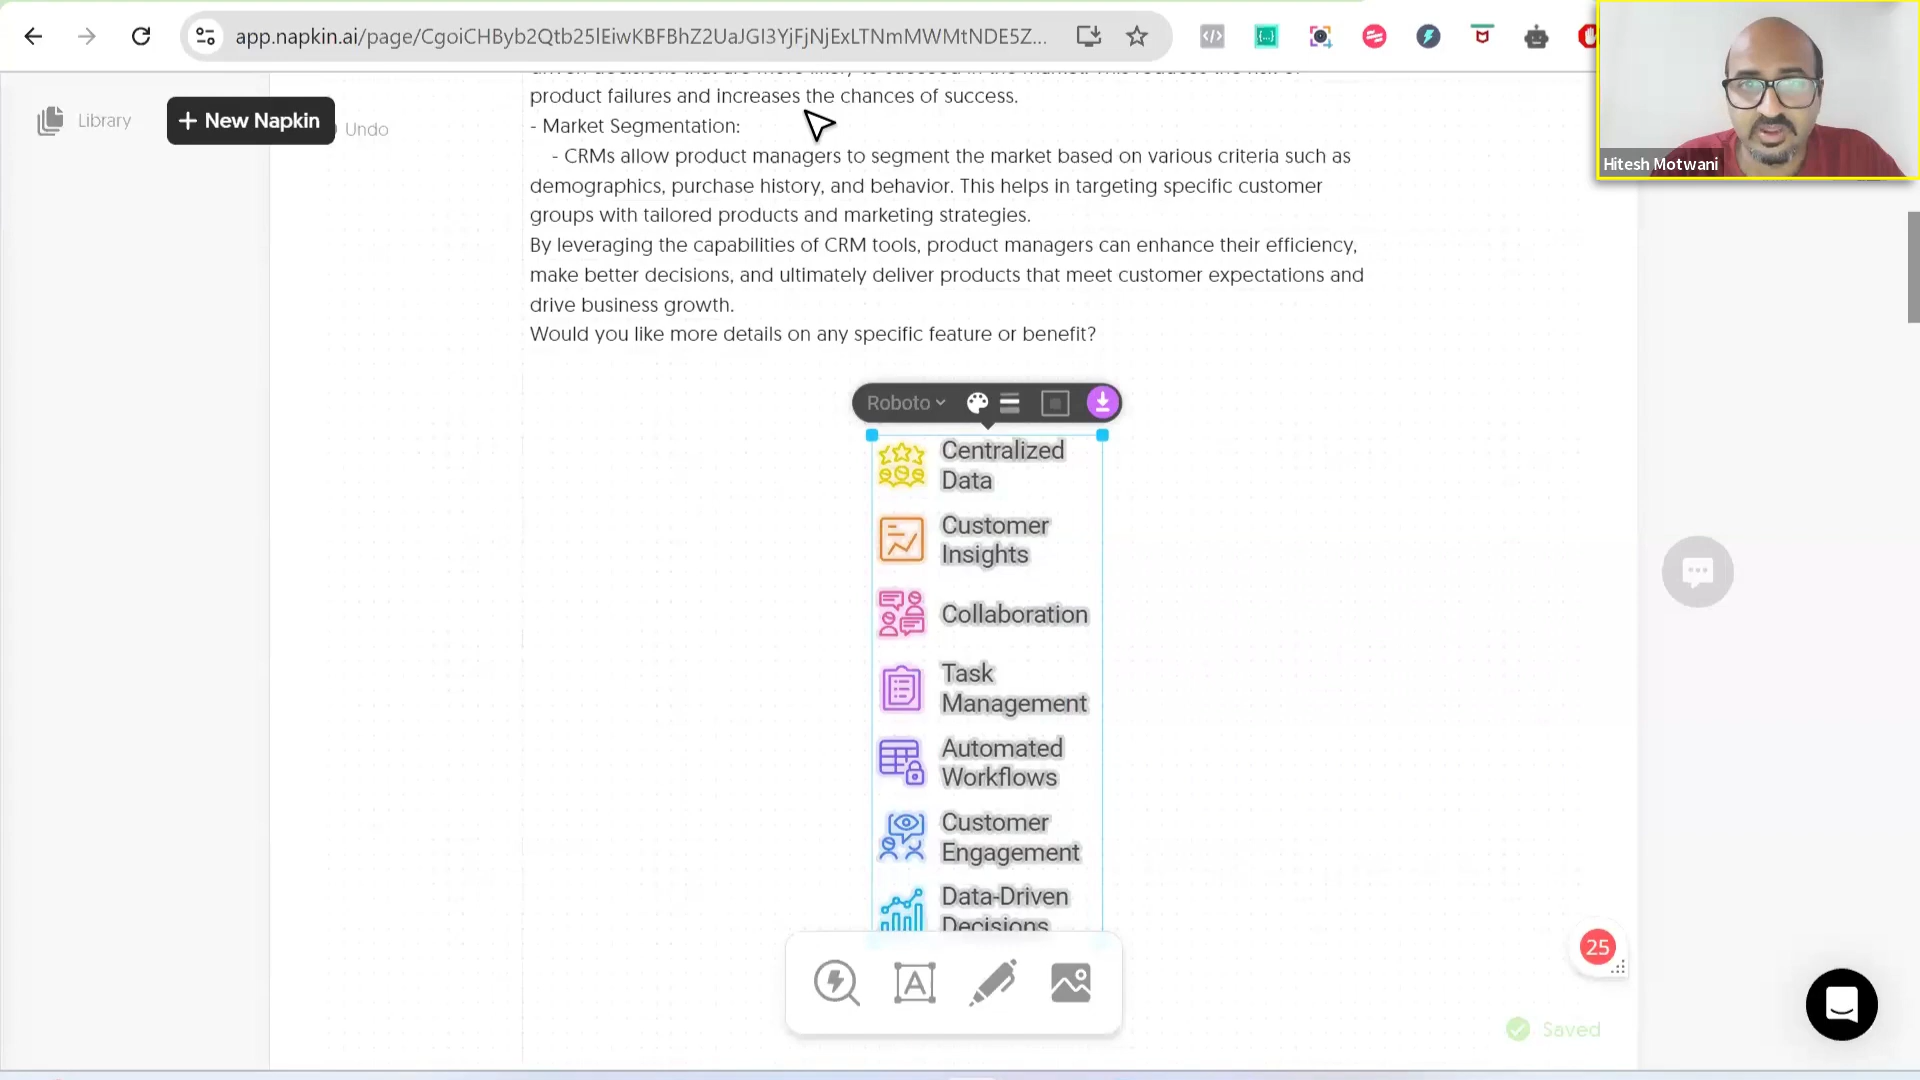 app.napkin.ai/page/CgoiCHByb2Qtb25lEiwKBFBhZ2UaJGI3YjFjNjExLTNmMWMtNDE5Z...
Hitesh Motwani
Library
+ New Napkin
Undo
product failures and increases the chances of success.
- Market Segmentation:
- CRMs allow product managers to segment the market based on various criteria such as
demographics, purchase history, and behavior. This helps in targeting specific customer
groups with tailored products and marketing strategies.
By leveraging the capabilities of CRM tools, product managers can enhance their efficiency,
make better decisions, and ultimately deliver products that meet customer expectations and
drive business growth.
Would you like more details on any specific feature or benefit?
Roboto
Centralized
Data
Customer
Insights
Collaboration
Task
Management
Automated
Workflows
Customer
Engagement
Data-Driven
Decisions
A
25
Saved